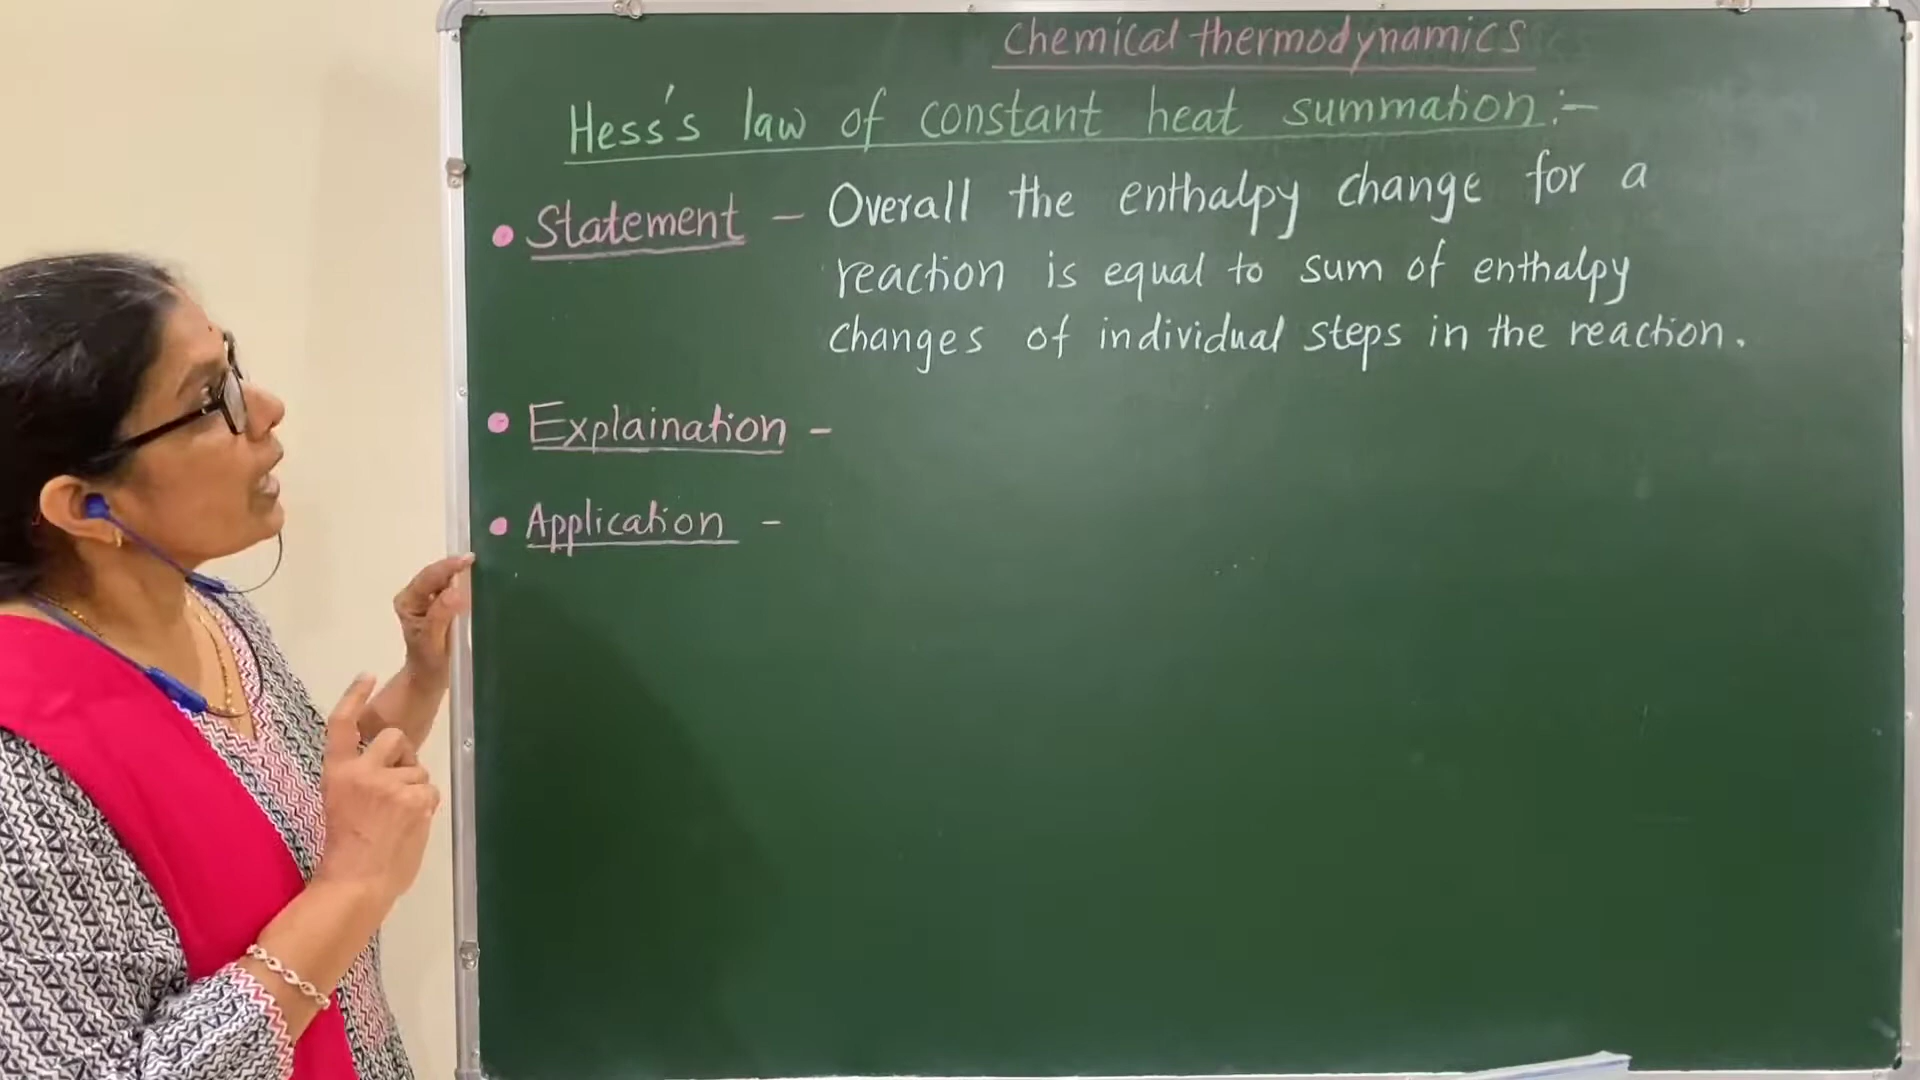 Chemical thermodynamics
Hess's law of constant heat summation:-
• Statement - Overall the enthalpy change for a
reaction is equal to sum of enthalpy
changes of individual steps in the reaction.
• Explaination -
• Application -